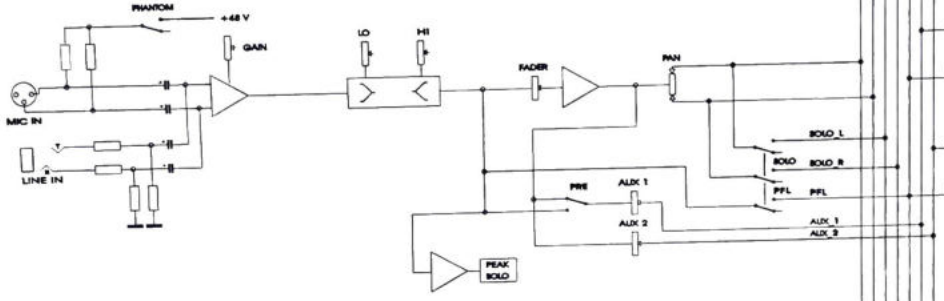 PHANTOM
+48 V
GAIN
MIC IN
LINE IN
LO
HI
FADER
PAN
PRE
AUX 1
AUX 2
PEAK
SOLO
SOLO_L
SOLO
SOLO_R
PFL
PFL
AUX_1
AUX_2